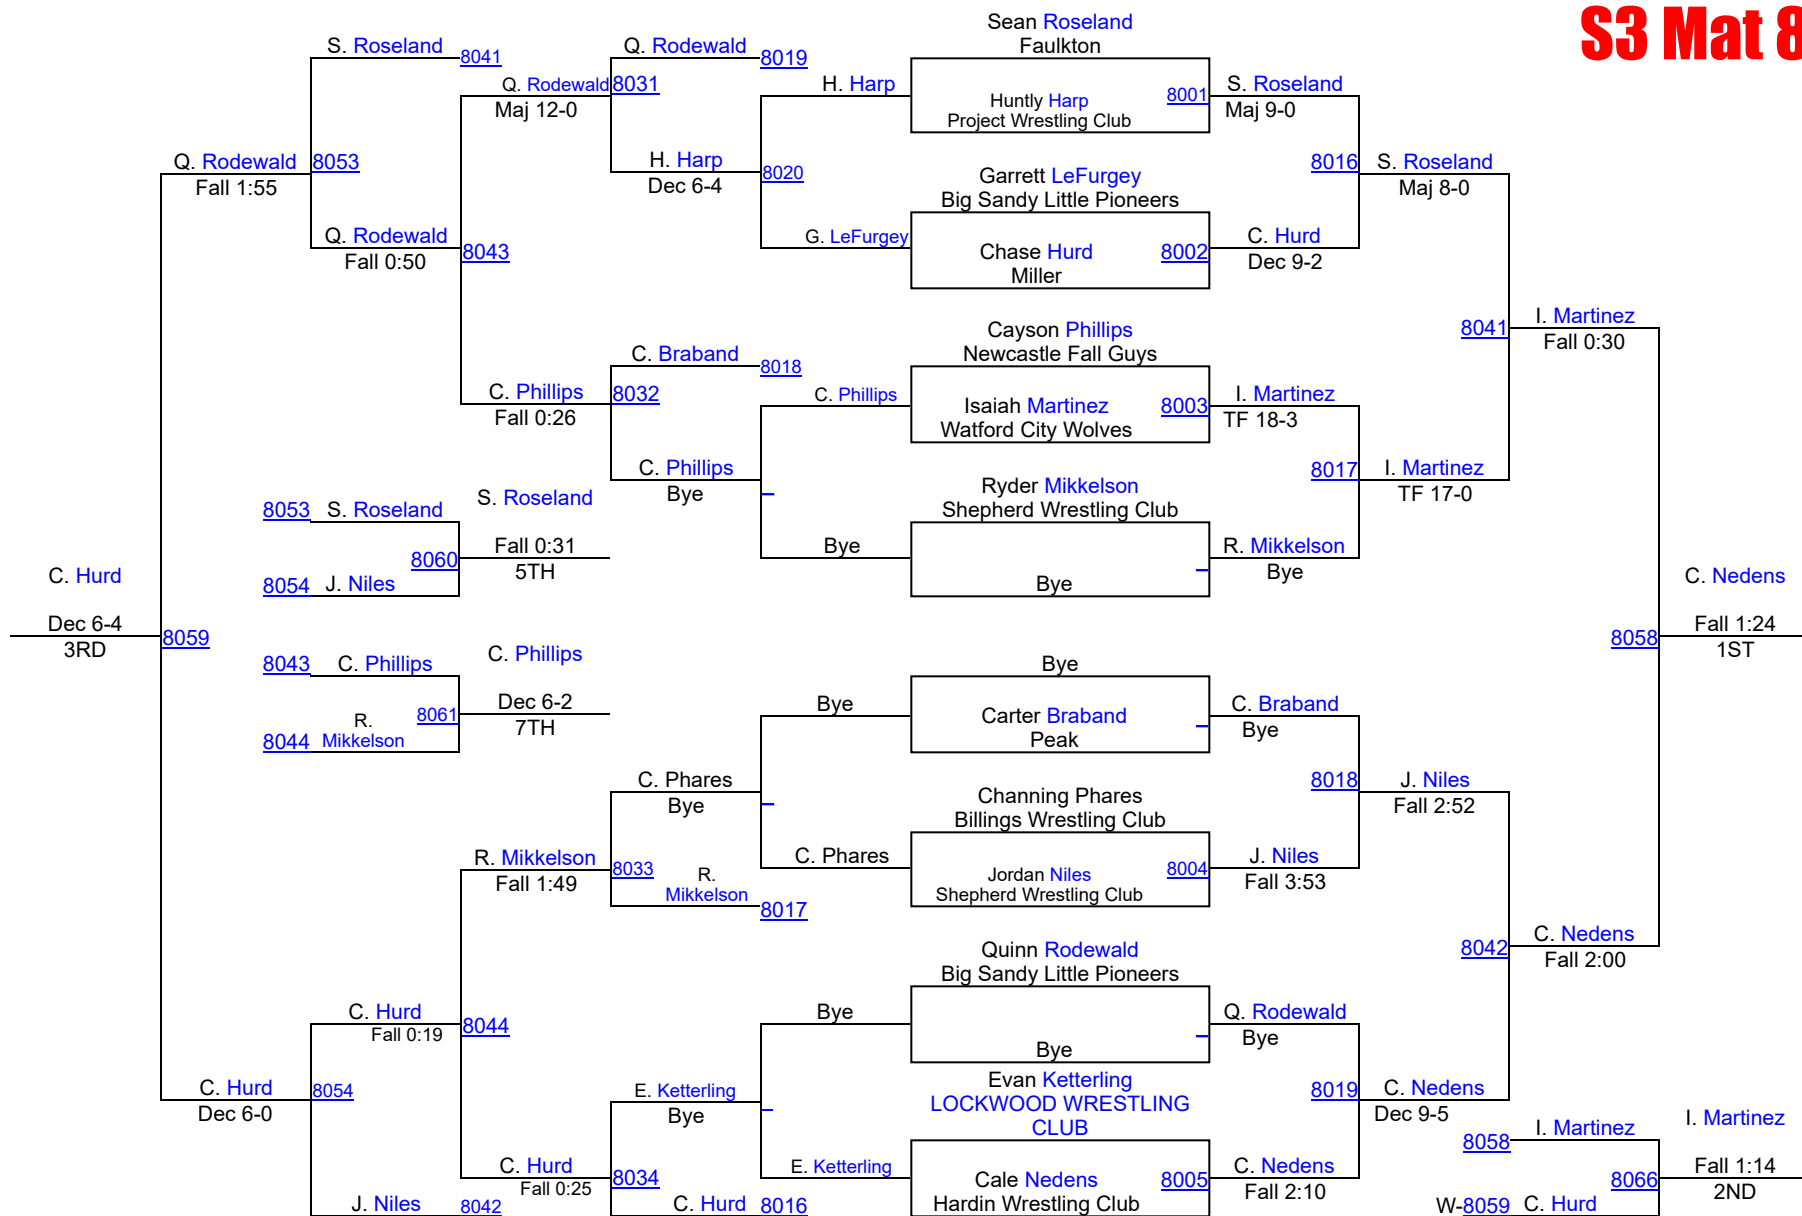 S3 Mat 8
Sean Roseland
Faulkton
S. Roseland
8041
Q. Rodewald
8019
Q. Rodewald
8031
Maj 12-0
H. Harp
Huntly Harp
8001
Project Wrestling Club
S. Roseland
Maj 9-0
Q. Rodewald
8053
Fall 1:55
H. Harp
8020
Dec 6-4
Garrett LeFurgey
Big Sandy Little Pioneers
8016
S. Roseland
Maj 8-0
Q. Rodewald
8043
Fall 0:50
G. LeFurgey
Chase Hurd
8002
Miller
C. Hurd
Dec 9-2
Cayson Phillips
Newcastle Fall Guys
8041
I. Martinez
Fall 0:30
C. Braband
8018
C. Phillips
8032
Fall 0:26
C. Phillips
Isaiah Martinez
8003
Watford City Wolves
I. Martinez
TF 18-3
C. Phillips
Bye
Ryder Mikkelson
Shepherd Wrestling Club
8017
I. Martinez
TF 17-0
8053
S. Roseland
S. Roseland
8060
Fall 0:31
5TH
8054
J. Niles
Bye
Bye
R. Mikkelson
Bye
C. Hurd
Dec 6-4
3RD
8059
C. Nedens
8058
Fall 1:24
1ST
8043
C. Phillips
C. Phillips
8061
Dec 6-2
7TH
8044
R.
Mikkelson
Bye
Bye
Carter Braband
Peak
C. Braband
Bye
C. Phares
Bye
Channing Phares
Billings Wrestling Club
8018
J. Niles
Fall 2:52
R. Mikkelson
8033
Fall 1:49
C. Phares
Jordan Niles
8004
Shepherd Wrestling Club
J. Niles
Fall 3:53
R.
Mikkelson
8017
Quinn Rodewald
Big Sandy Little Pioneers
8042
C. Nedens
Fall 2:00
C. Hurd
8044
Fall 0:19
Bye
Bye
Q. Rodewald
Bye
C. Hurd
8054
Dec 6-0
E. Ketterling
Bye
Evan Ketterling
LOCKWOOD WRESTLING
CLUB
8019
C. Nedens
Dec 9-5
8058
I. Martinez
I. Martinez
C. Hurd
8034
Fall 0:25
E. Ketterling
Cale Nedens
8005
Hardin Wrestling Club
C. Nedens
Fall 2:10
8066
Fall 1:14
2ND
J. Niles
8042
C. Hurd
8016
W-8059
C. Hurd